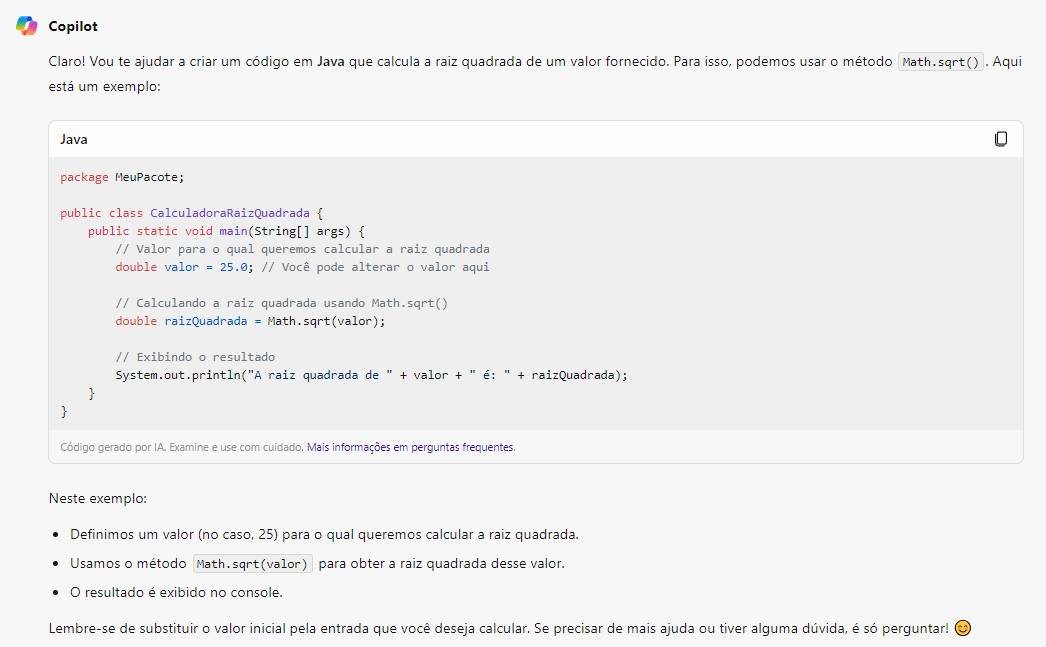 Copilot
Claro! Vou te ajudar a criar um código em Java que calcula a raiz quadrada de um valor fornecido. Para isso, podemos usar o método Math.sqrt(). Aqui
está um exemplo:
Java
package MeuPacote;
public class CalculadoraRaizQuadrada {
    public static void main(String[] args) {
        // Valor para o qual queremos calcular a raiz quadrada
        double valor = 25.0; // Você pode alterar o valor aqui
        // Calculando a raiz quadrada usando Math.sqrt()
        double raizQuadrada = Math.sqrt(valor);
        // Exibindo o resultado
        System.out.println("A raiz quadrada de " + valor + " é: " + raizQuadrada);
    }
}
Código gerado por IA. Examine e use com cuidado. Mais informações em perguntas frequentes.
Neste exemplo:
• Definimos um valor (no caso, 25) para o qual queremos calcular a raiz quadrada.
• Usamos o método Math.sqrt(valor) para obter a raiz quadrada desse valor.
• O resultado é exibido no console.
Lembre-se de substituir o valor inicial pela entrada que você deseja calcular. Se precisar de mais ajuda ou tiver alguma dúvida, é só perguntar! 😊